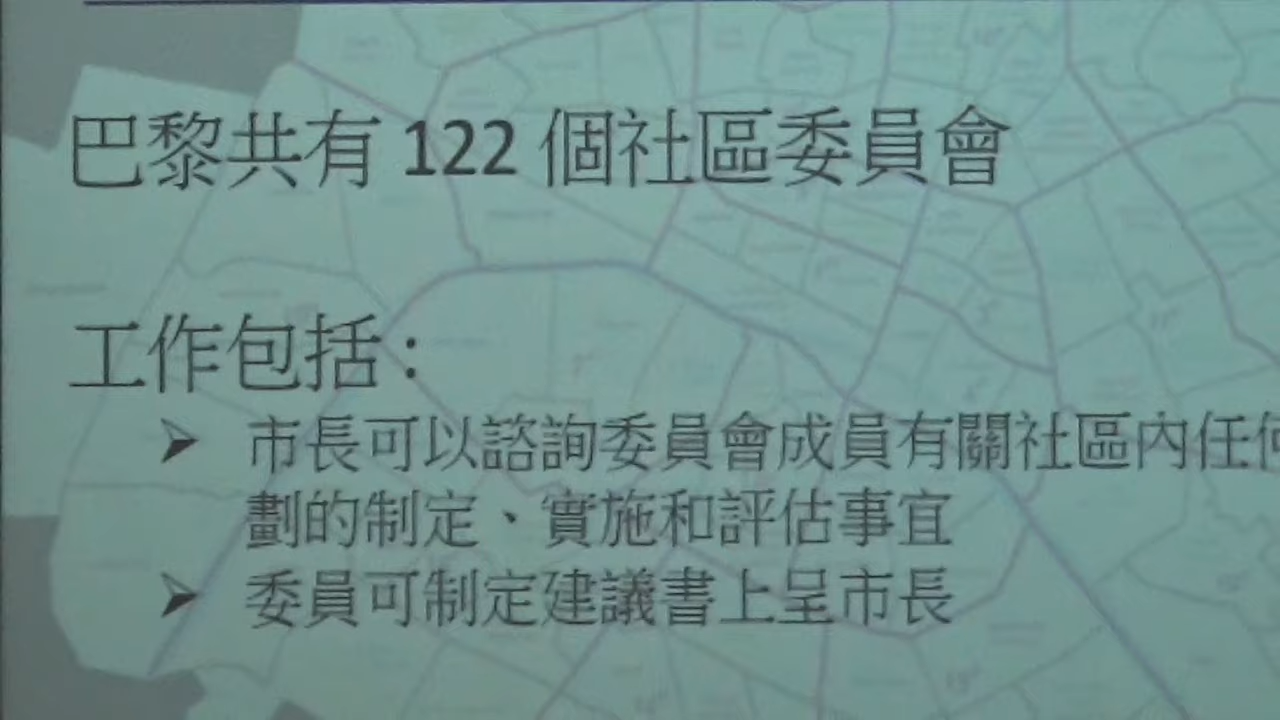 巴黎共有 122 個社區委員會
工作包括：
➢ 市長可以諮詢委員會成員有關社區內任何
劃的制定、實施和評估事宜
➢ 委員可制定建議書上呈市長